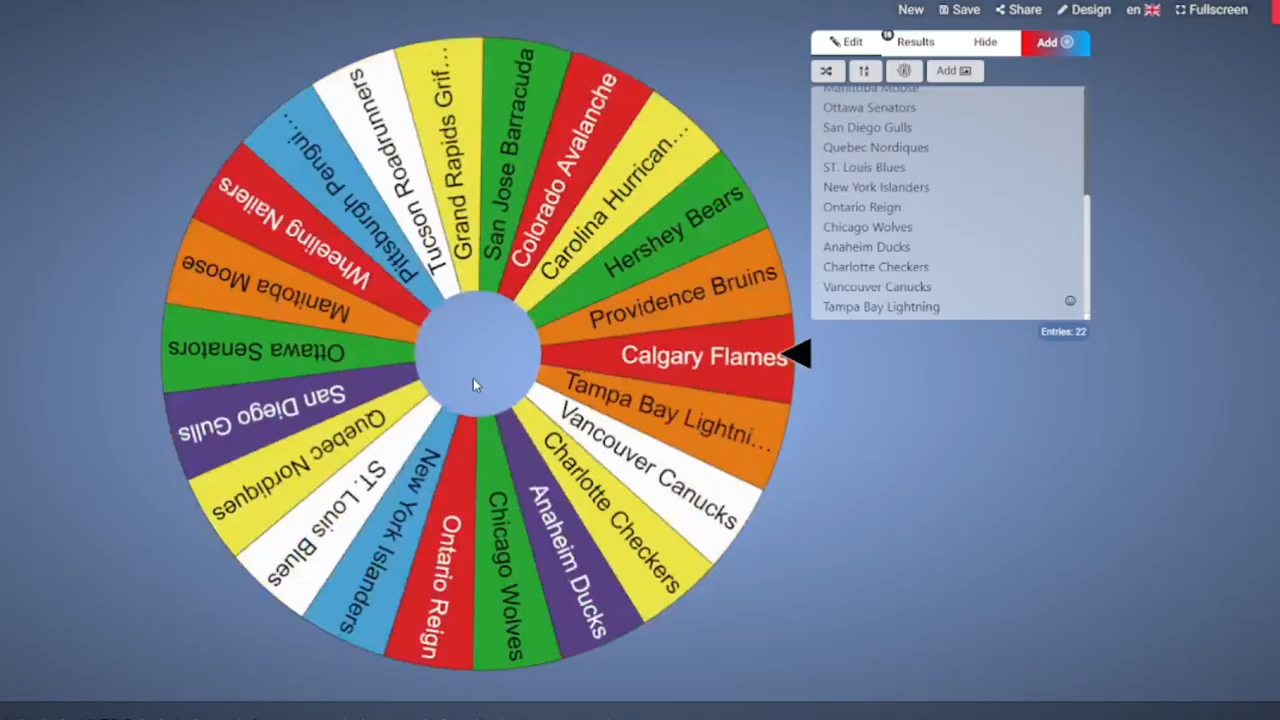 New Save Share Design en Fullscreen
Edit 18 Results Hide Add
Add
Manitoba Moose
Ottawa Senators
San Diego Gulls
Quebec Nordiques
ST. Louis Blues
New York Islanders
Ontario Reign
Chicago Wolves
Anaheim Ducks
Charlotte Checkers
Vancouver Canucks
Tampa Bay Lightning
Entries: 22
San Jose Barracuda
Colorado Avalanche
Carolina Hurrican...
Hershey Bears
Providence Bruins
Calgary Flames
Tampa Bay Lightni...
Vancouver Canucks
Charlotte Checkers
Anaheim Ducks
Chicago Wolves
Ontario Reign
New York Islanders
ST. Louis Blues
Quebec Nordiques
San Diego Gulls
Ottawa Senators
Manitoba Moose
Wheeling Nailers
Pittsburgh Pengui...
Tucson Roadrunners
Grand Rapids Grif...